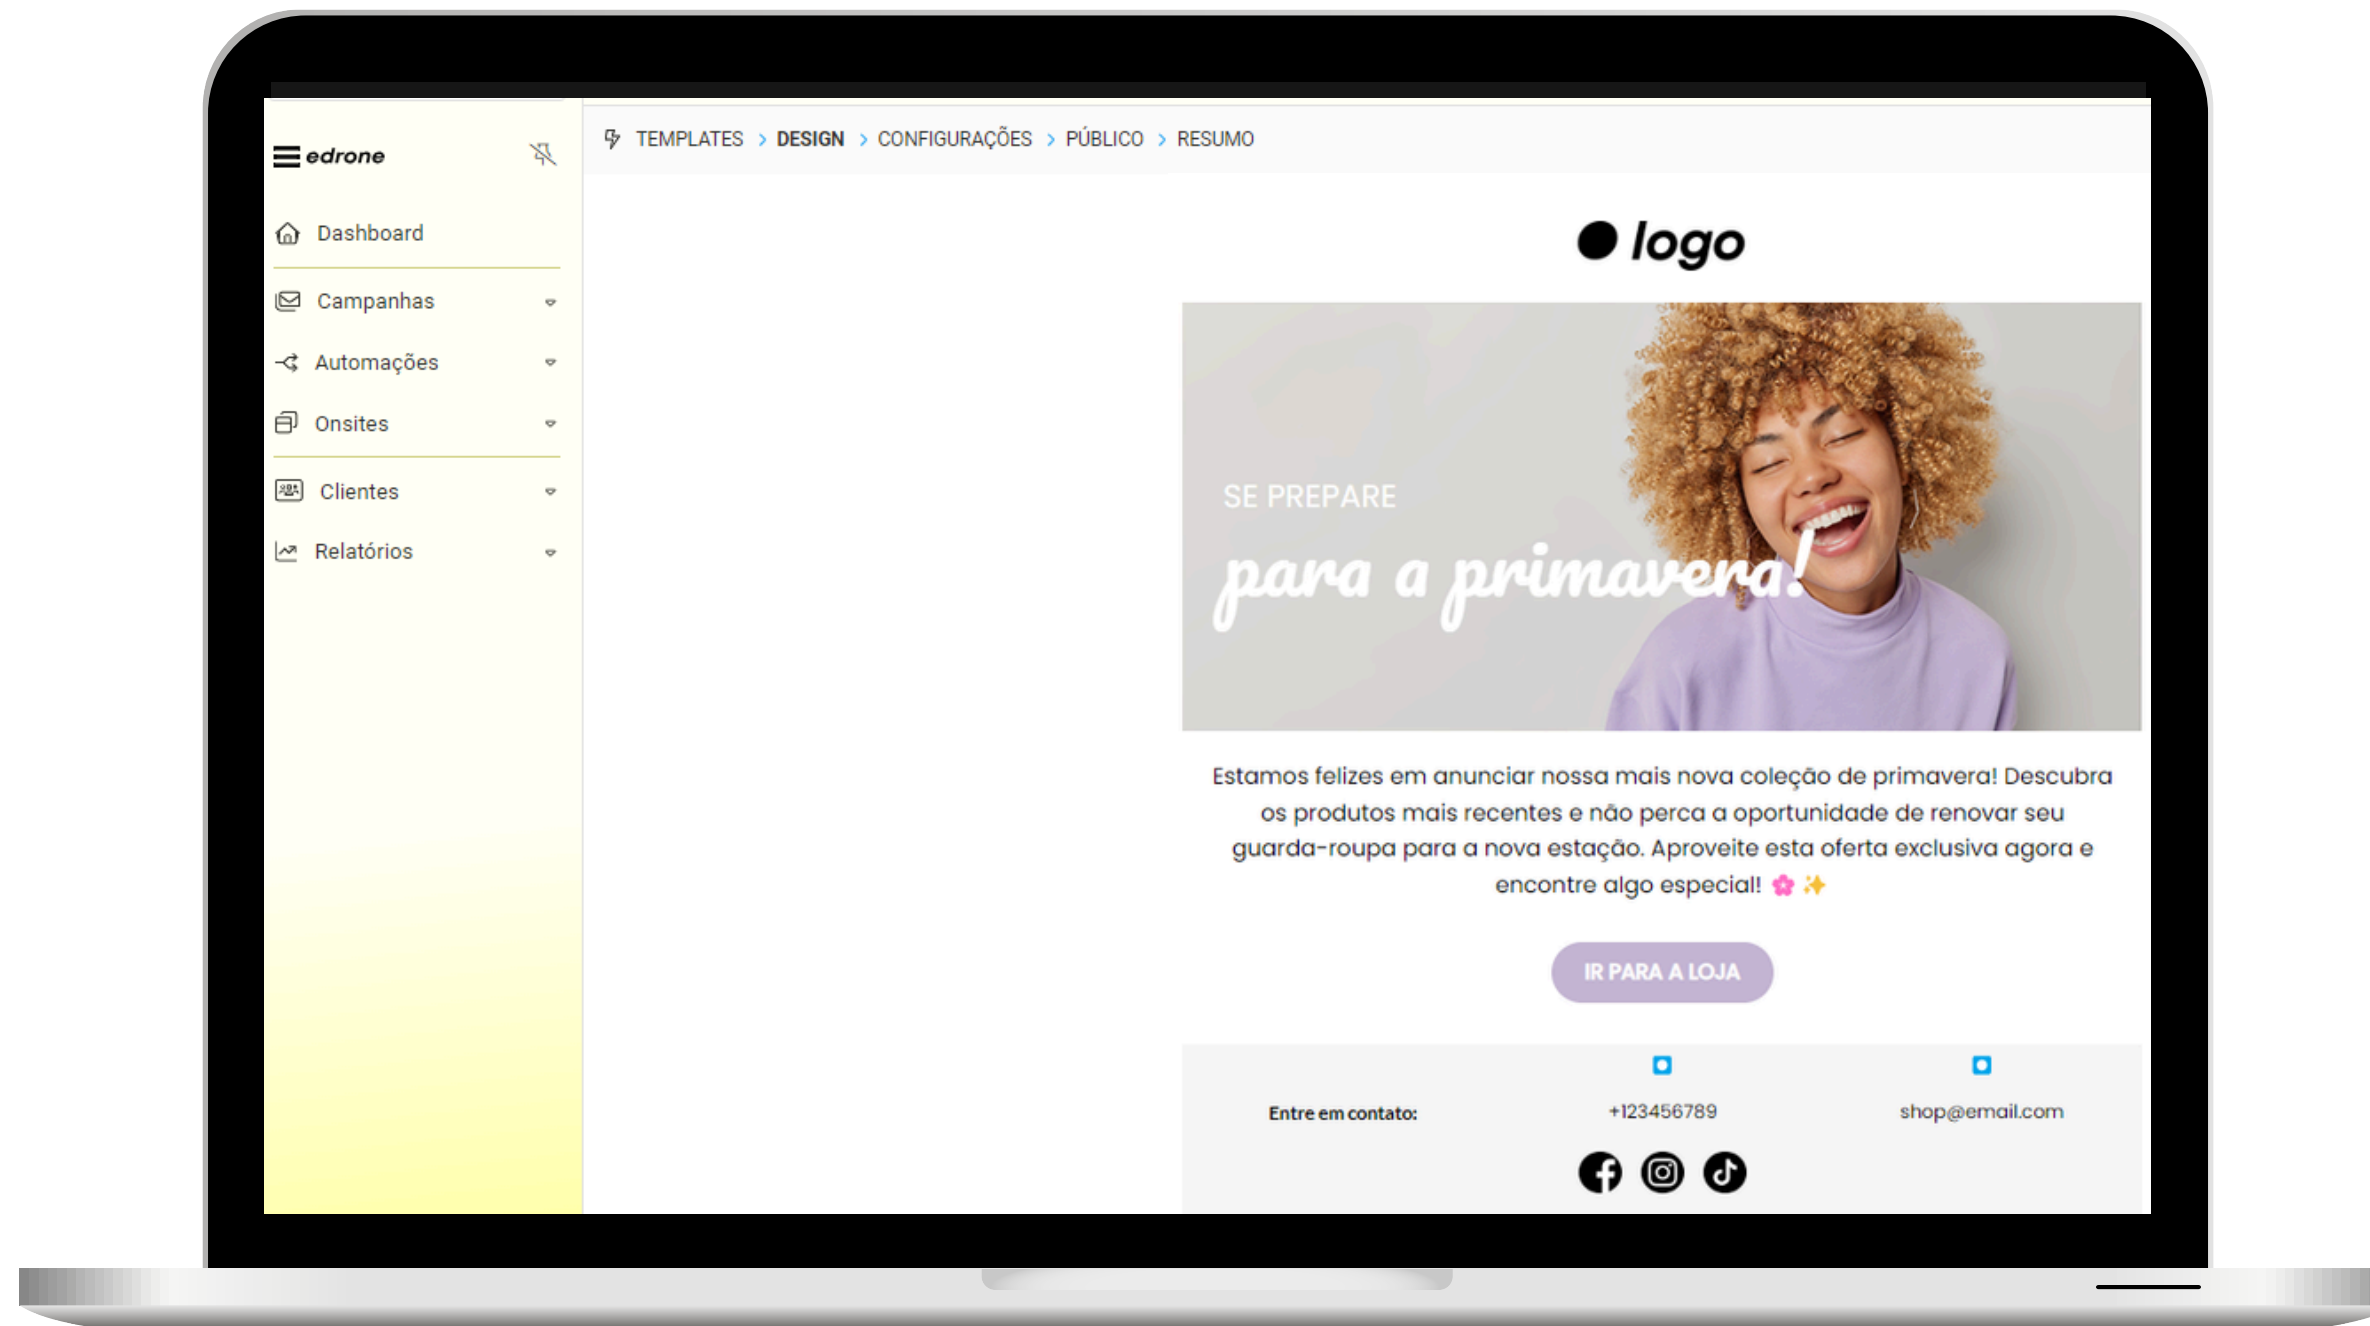 edrone
Dashboard
Campanhas
Automações
Onsites
Clientes
Relatórios
TEMPLATES > DESIGN > CONFIGURAÇÕES > PÚBLICO > RESUMO
logo
SE PREPARE
para a primavera!
Estamos felizes em anunciar nossa mais nova coleção de primavera! Descubra
os produtos mais recentes e não perca a oportunidade de renovar seu
guarda-roupa para a nova estação. Aproveite esta oferta exclusiva agora e
encontre algo especial! 🌸 ✨
IR PARA A LOJA
Entre em contato:
+123456789
shop@email.com